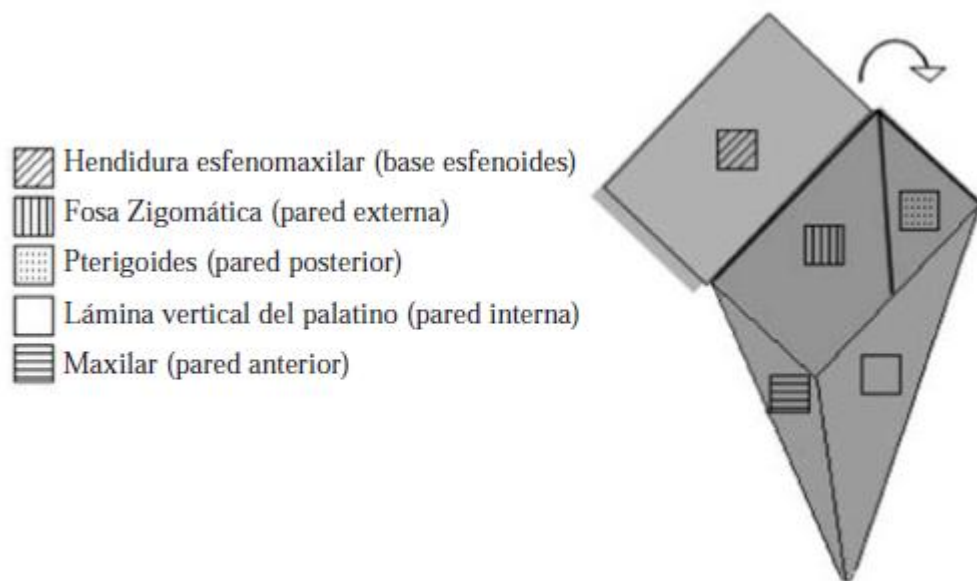 Hendidura esfenomaxilar (base esfenoides)
Fosa Zigomática (pared externa)
Pterigoides (pared posterior)
Lámina vertical del palatino (pared interna)
Maxilar (pared anterior)